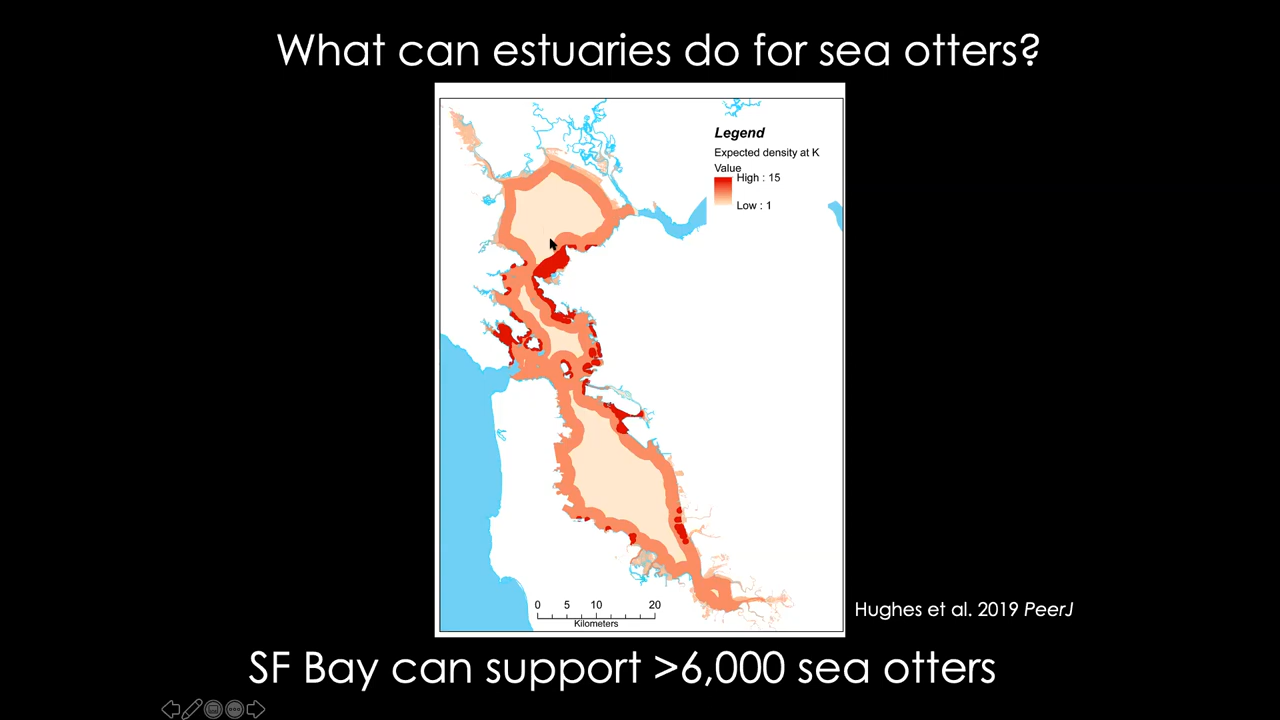 What can estuaries do for sea otters?
Legend
Expected density at K
Value
High : 15
Low : 1
0 5 10 20
Kilometers
Hughes et al. 2019 PeerJ
SF Bay can support >6,000 sea otters